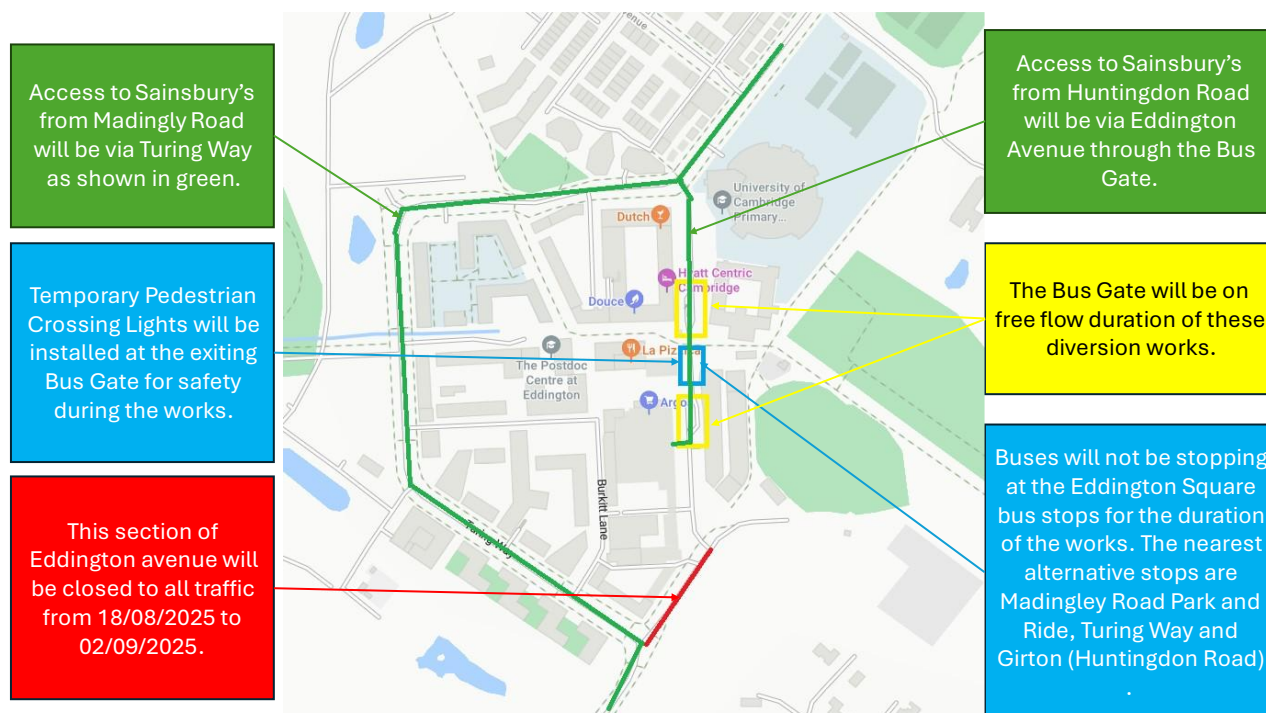 Access to Sainsbury's
from Madingly Road
will be via Turing Way
as shown in green.
Temporary Pedestrian
Crossing Lights will be
installed at the exiting
Bus Gate for safety
during the works.
This section of
Eddington avenue will
be closed to all traffic
from 18/08/2025 to
02/09/2025.
venue
University of
Cambridge
Primary...
Dutch
Hyatt Centric
Cambridge
Douce
La Pizza
The Postdoc
Centre at
Eddington
Argo
Burkitt Lane
Turing Way
Access to Sainsbury's
from Huntingdon Road
will be via Eddington
Avenue through the Bus
Gate.
The Bus Gate will be on
free flow duration of these
diversion works.
Buses will not be stopping
at the Eddington Square
bus stops for the duration
of the works. The nearest
alternative stops are
Madingley Road Park and
Ride, Turing Way and
Girton (Huntingdon Road)
.